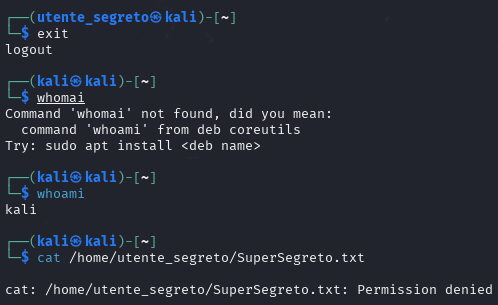 ┌──(utente_segreto㉿kali)-[~]
└─$ exit
logout
┌──(kali㉿kali)-[~]
└─$ whomai
Command 'whomai' not found, did you mean:
  command 'whoami' from deb coreutils
Try: sudo apt install <deb name>
┌──(kali㉿kali)-[~]
└─$ whoami
kali
┌──(kali㉿kali)-[~]
└─$ cat /home/utente_segreto/SuperSegreto.txt
cat: /home/utente_segreto/SuperSegreto.txt: Permission denied